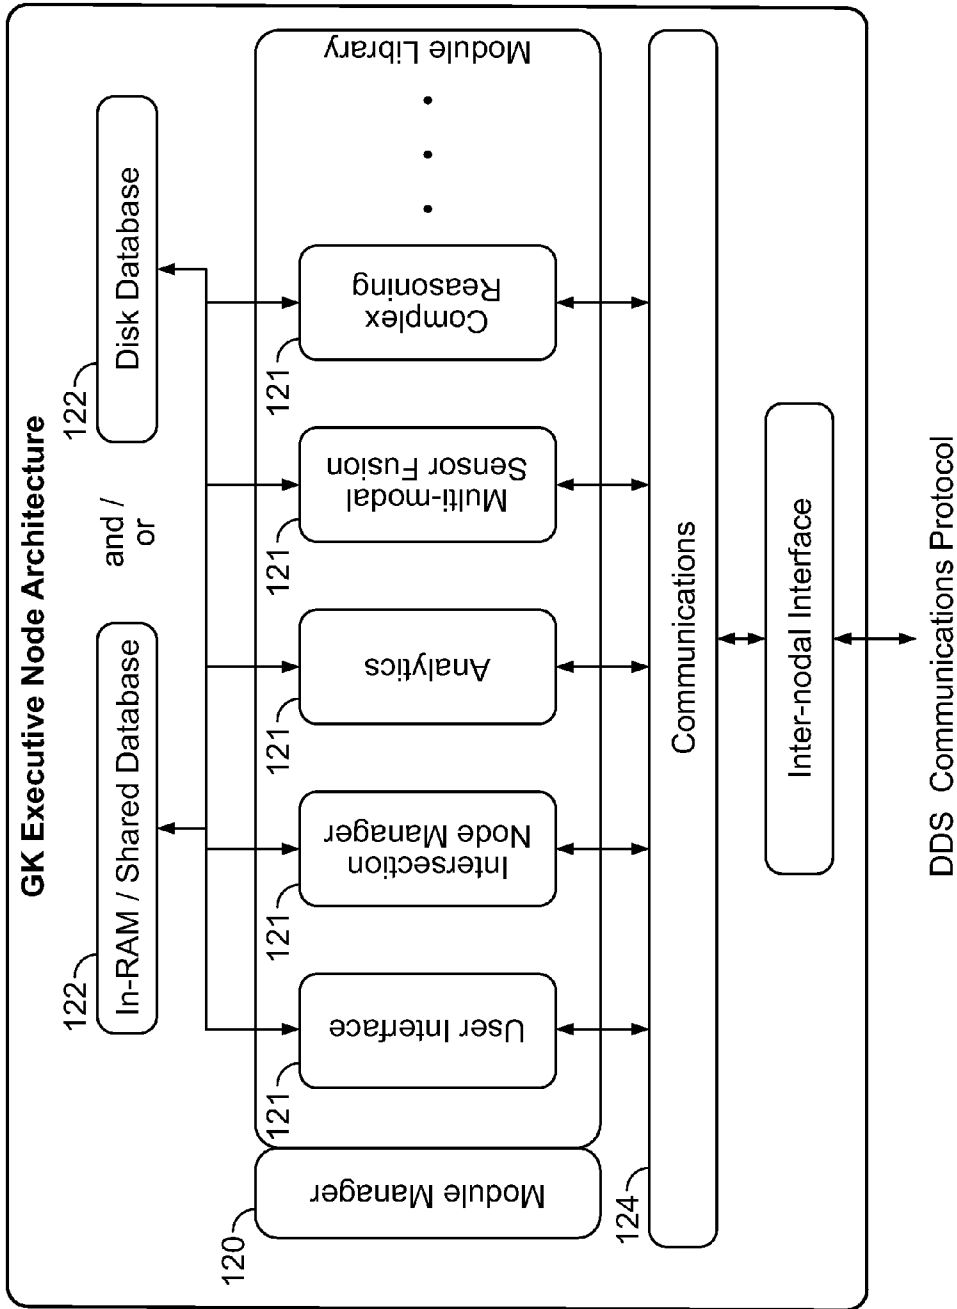 GK Executive Node Architecture
122
In-RAM / Shared Database
and /
or
122
Disk Database
120
Module Manager
121
User Interface
121
Intersection
Node Manager
121
Analytics
121
Multi-modal
Sensor Fusion
121
Complex
Reasoning
Module Library
124
Communications
Inter-nodal Interface
DDS Communications Protocol